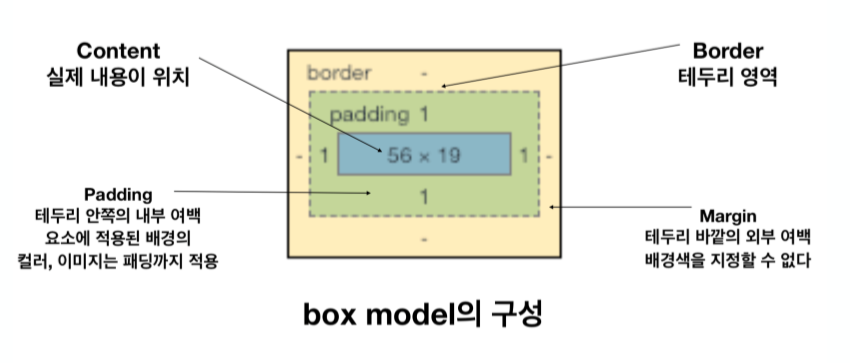 Content
실제 내용이 위치
Border
테두리 영역
border -
padding 1
- 1 56 × 19 1 -
1
-
Padding
테두리 안쪽의 내부 여백
요소에 적용된 배경의
컬러, 이미지는 패딩까지 적용
Margin
테두리 바깥의 외부 여백
배경색을 지정할 수 없다
box model의 구성